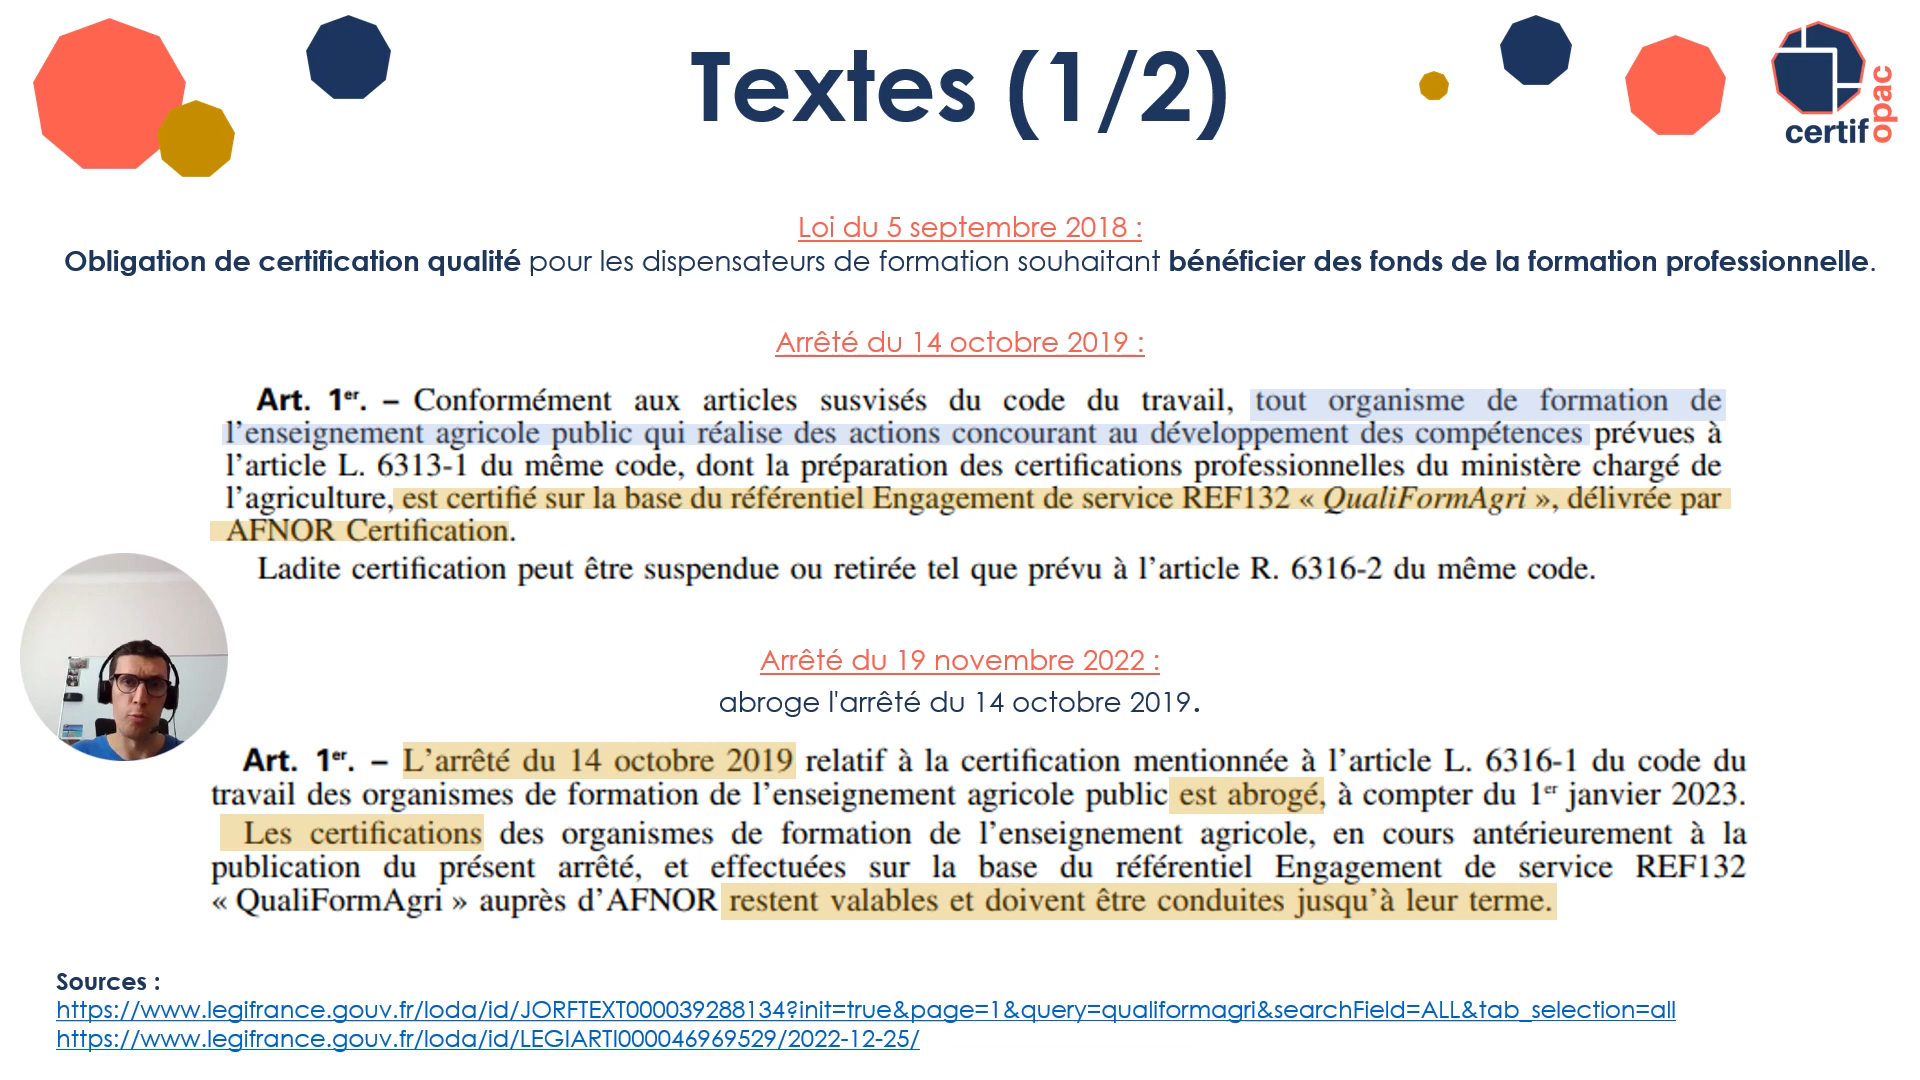 Textes (1/2)
certif
opac
Loi du 5 septembre 2018 :
Obligation de certification qualité pour les dispensateurs de formation souhaitant bénéficier des fonds de la formation professionnelle.
Arrêté du 14 octobre 2019 :
Art. 1er. – Conformément aux articles susvisés du code du travail, tout organisme de formation de
l’enseignement agricole public qui réalise des actions concourant au développement des compétences prévues à
l’article L. 6313-1 du même code, dont la préparation des certifications professionnelles du ministère chargé de
l’agriculture, est certifié sur la base du référentiel Engagement de service REF132 « QualiFormAgri », délivrée par
AFNOR Certification.
Ladite certification peut être suspendue ou retirée tel que prévu à l’article R. 6316-2 du même code.
Arrêté du 19 novembre 2022 :
abroge l'arrêté du 14 octobre 2019.
Art. 1er. – L’arrêté du 14 octobre 2019 relatif à la certification mentionnée à l’article L. 6316-1 du code du
travail des organismes de formation de l’enseignement agricole public est abrogé, à compter du 1er janvier 2023.
Les certifications des organismes de formation de l’enseignement agricole, en cours antérieurement à la
publication du présent arrêté, et effectuées sur la base du référentiel Engagement de service REF132
« QualiFormAgri » auprès d’AFNOR restent valables et doivent être conduites jusqu’à leur terme.
Sources :
https://www.legifrance.gouv.fr/loda/id/JORFTEXT000039288134?init=true&page=1&query=qualiformagri&searchField=ALL&tab_selection=all
https://www.legifrance.gouv.fr/loda/id/LEGIARTI000046969529/2022-12-25/